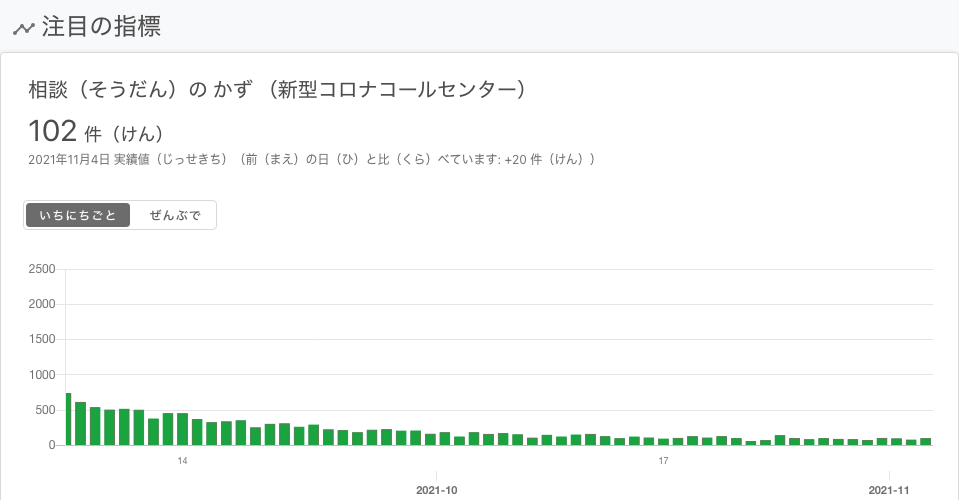 注目の指標
相談（そうだん）の かず （新型コロナコールセンター）
102 件（けん）
2021年11月4日 実績値（じっせきち）（前（まえ）の日（ひ）と比（くら）べています: +20 件（けん））
いちにちごと ぜんぶで
2500
2000
1500
1000
500
0
14 17
2021-10 2021-11